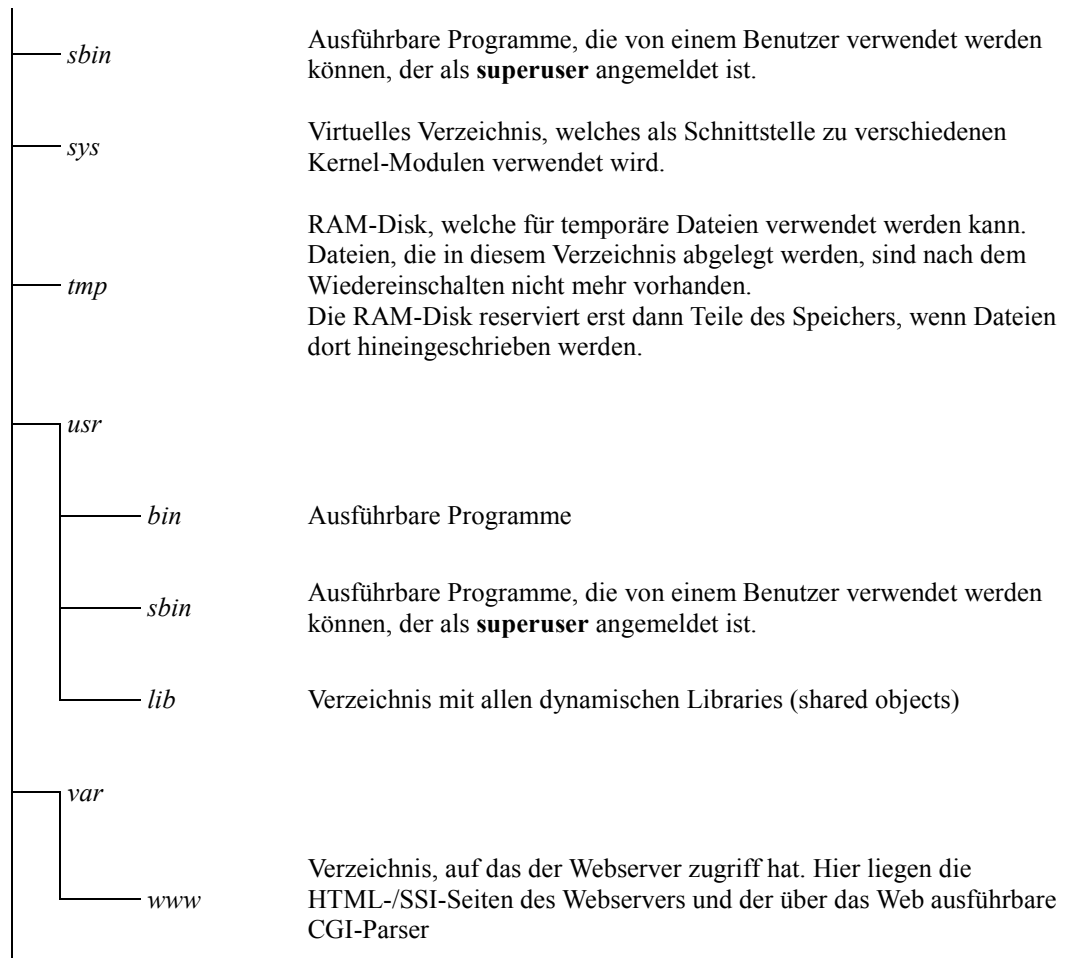 sbin
Ausführbare Programme, die von einem Benutzer verwendet werden
können, der als superuser angemeldet ist.
sys
Virtuelles Verzeichnis, welches als Schnittstelle zu verschiedenen
Kernel-Modulen verwendet wird.
tmp
RAM-Disk, welche für temporäre Dateien verwendet werden kann.
Dateien, die in diesem Verzeichnis abgelegt werden, sind nach dem
Wiedereinschalten nicht mehr vorhanden.
Die RAM-Disk reserviert erst dann Teile des Speichers, wenn Dateien
dort hineingeschrieben werden.
usr
bin
Ausführbare Programme
sbin
Ausführbare Programme, die von einem Benutzer verwendet werden
können, der als superuser angemeldet ist.
lib
Verzeichnis mit allen dynamischen Libraries (shared objects)
var
www
Verzeichnis, auf das der Webserver zugriff hat. Hier liegen die
HTML-/SSI-Seiten des Webservers und der über das Web ausführbare
CGI-Parser